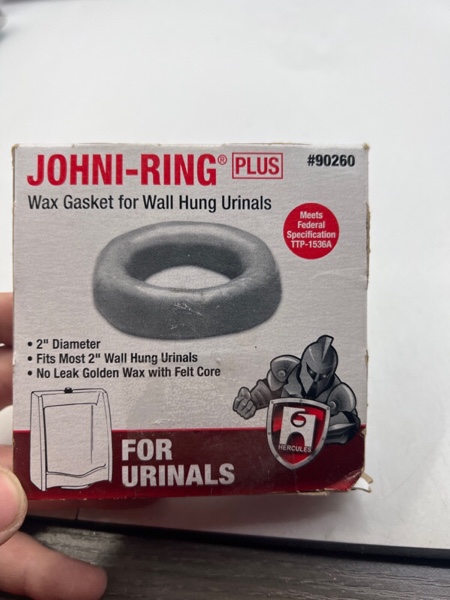 JOHNI-RING® PLUS #90260
Wax Gasket for Wall Hung Urinals
Meets
Federal
Specification
TTP-1536A
• 2" Diameter
• Fits Most 2" Wall Hung Urinals
• No Leak Golden Wax with Felt Core
HERCULES
FOR
URINALS